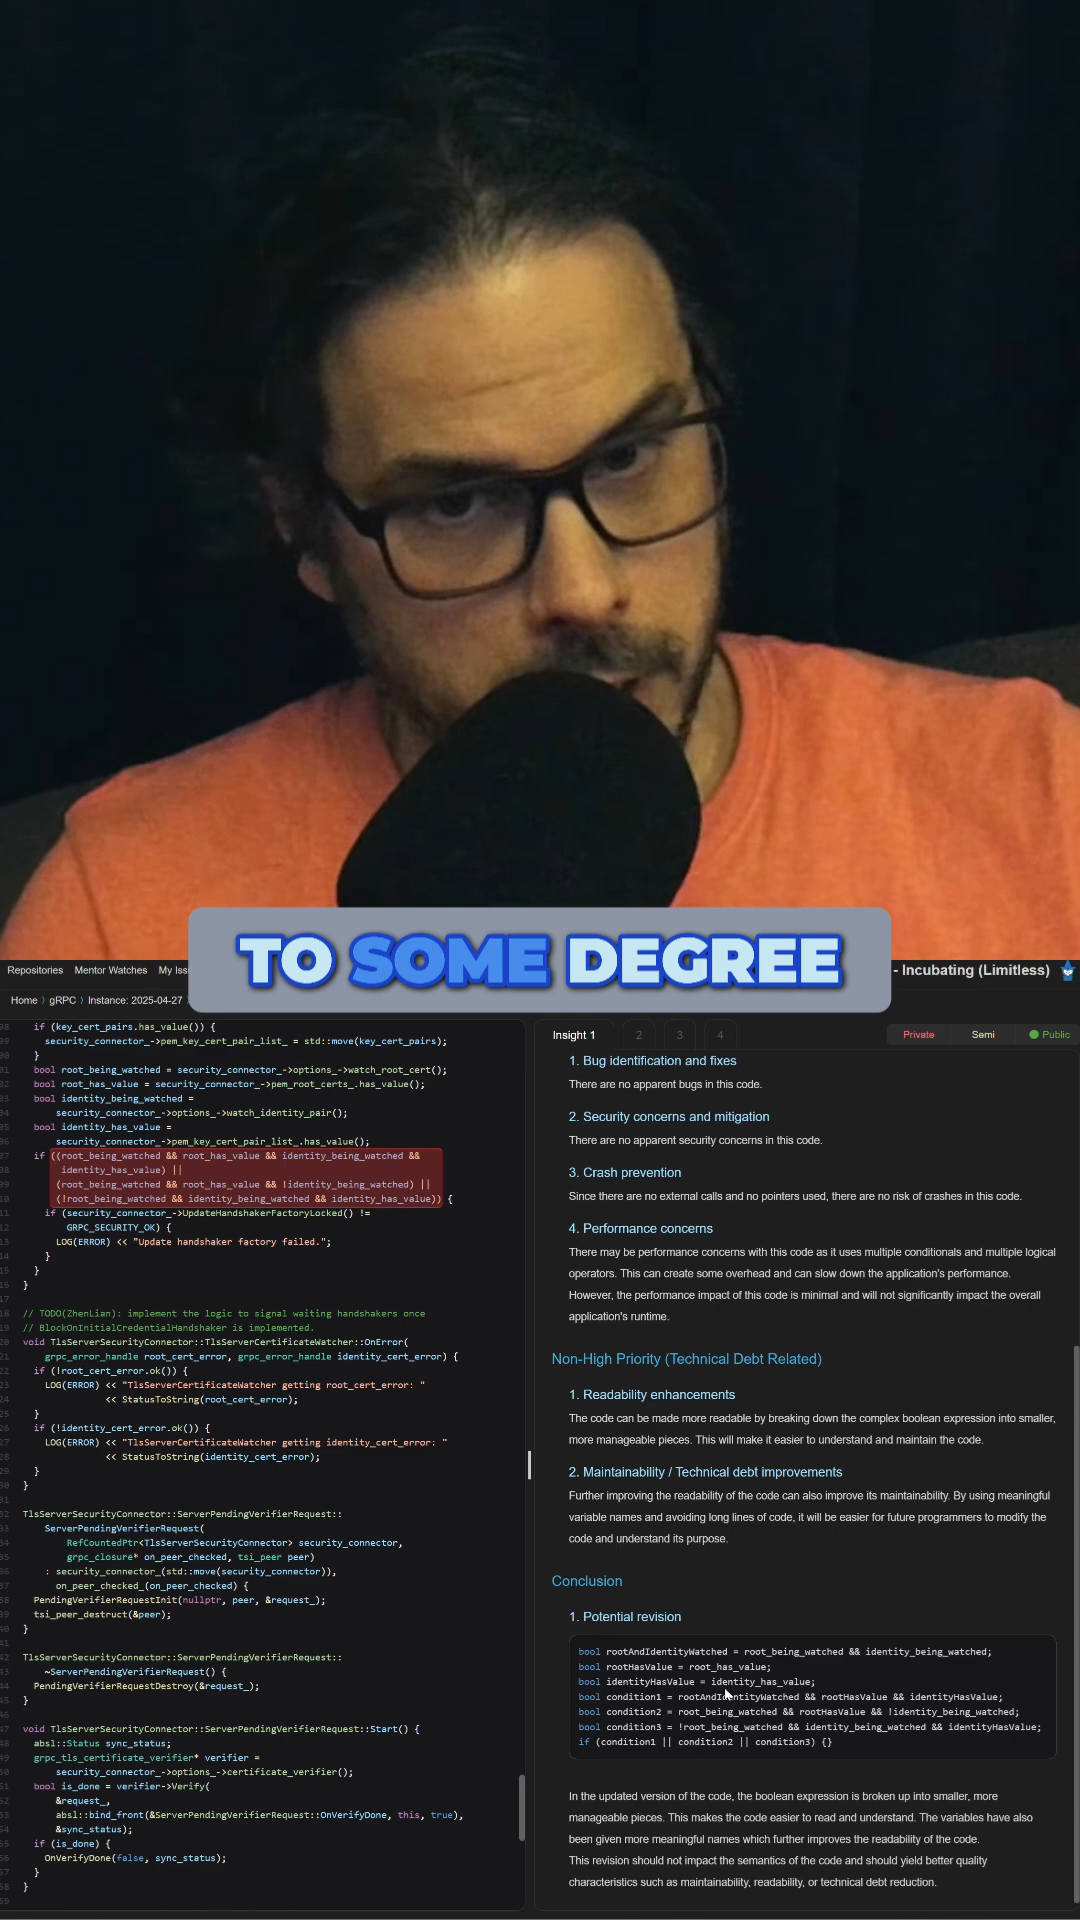 TO SOME DEGREE
Repositories Mentor Watches My Iss
- Incubating (Limitless)
Home 〉 gRPC 〉 Instance: 2025-04-27
if (key_cert_pairs.has_value()) {
security_connector_->pem_key_cert_pair_list_ = std::move(key_cert_pairs);
}
bool root_being_watched = security_connector_->options_->watch_root_cert();
bool root_has_value = security_connector_->pem_root_certs_.has_value();
bool identity_being_watched =
security_connector_->options_->watch_identity_pair();
bool identity_has_value =
security_connector_->pem_key_cert_pair_list_.has_value();
if ((root_being_watched && root_has_value && identity_being_watched &&
identity_has_value) ||
(root_being_watched && root_has_value && !identity_being_watched) ||
(!root_being_watched && identity_being_watched && identity_has_value)) {
if (security_connector_->UpdateHandshakerFactoryLocked() !=
GRPC_SECURITY_OK) {
LOG(ERROR) << "Update handshaker factory failed.";
}
}
}
// TODO(ZhenLian): implement the logic to signal waiting handshakers once
// BlockOnInitialCredentialHandshaker is implemented.
void TlsServerSecurityConnector::TlsServerCertificateWatcher::OnError(
grpc_error_handle root_cert_error, grpc_error_handle identity_cert_error) {
if (!root_cert_error.ok()) {
LOG(ERROR) << "TlsServerCertificateWatcher getting root_cert_error: "
<< StatusToString(root_cert_error);
}
if (!identity_cert_error.ok()) {
LOG(ERROR) << "TlsServerCertificateWatcher getting identity_cert_error: "
<< StatusToString(identity_cert_error);
}
}
TlsServerSecurityConnector::ServerPendingVerifierRequest::
ServerPendingVerifierRequest(
RefCountedPtr<TlsServerSecurityConnector> security_connector,
grpc_closure* on_peer_checked, tsi_peer peer)
: security_connector_(std::move(security_connector)),
on_peer_checked_(on_peer_checked) {
PendingVerifierRequestInit(nullptr, peer, &request_);
tsi_peer_destruct(&peer);
}
TlsServerSecurityConnector::ServerPendingVerifierRequest::
~ServerPendingVerifierRequest() {
PendingVerifierRequestDestroy(&request_);
}
void TlsServerSecurityConnector::ServerPendingVerifierRequest::Start() {
absl::Status sync_status;
grpc_tls_certificate_verifier* verifier =
security_connector_->options_->certificate_verifier();
bool is_done = verifier->Verify(
&request_,
absl::bind_front(&ServerPendingVerifierRequest::OnVerifyDone, this, true),
&sync_status);
if (is_done) {
OnVerifyDone(false, sync_status);
}
}
Insight 1 2 3 4 Private Semi Public
1. Bug identification and fixes
There are no apparent bugs in this code.
2. Security concerns and mitigation
There are no apparent security concerns in this code.
3. Crash prevention
Since there are no external calls and no pointers used, there are no risk of crashes in this code.
4. Performance concerns
There may be performance concerns with this code as it uses multiple conditionals and multiple logical
operators. This can create some overhead and can slow down the application's performance.
However, the performance impact of this code is minimal and will not significantly impact the overall
application's runtime.
Non-High Priority (Technical Debt Related)
1. Readability enhancements
The code can be made more readable by breaking down the complex boolean expression into smaller,
more manageable pieces. This will make it easier to understand and maintain the code.
2. Maintainability / Technical debt improvements
Further improving the readability of the code can also improve its maintainability. By using meaningful
variable names and avoiding long lines of code, it will be easier for future programmers to modify the
code and understand its purpose.
Conclusion
1. Potential revision
bool rootAndIdentityWatched = root_being_watched && identity_being_watched;
bool rootHasValue = root_has_value;
bool identityHasValue = identity_has_value;
bool condition1 = rootAndIdentityWatched && rootHasValue && identityHasValue;
bool condition2 = root_being_watched && rootHasValue && !identity_being_watched;
bool condition3 = !root_being_watched && identity_being_watched && identityHasValue;
if (condition1 || condition2 || condition3) {}
In the updated version of the code, the boolean expression is broken up into smaller, more
manageable pieces. This makes the code easier to read and understand. The variables have also
been given more meaningful names which further improves the readability of the code.
This revision should not impact the semantics of the code and should yield better quality
characteristics such as maintainability, readability, or technical debt reduction.